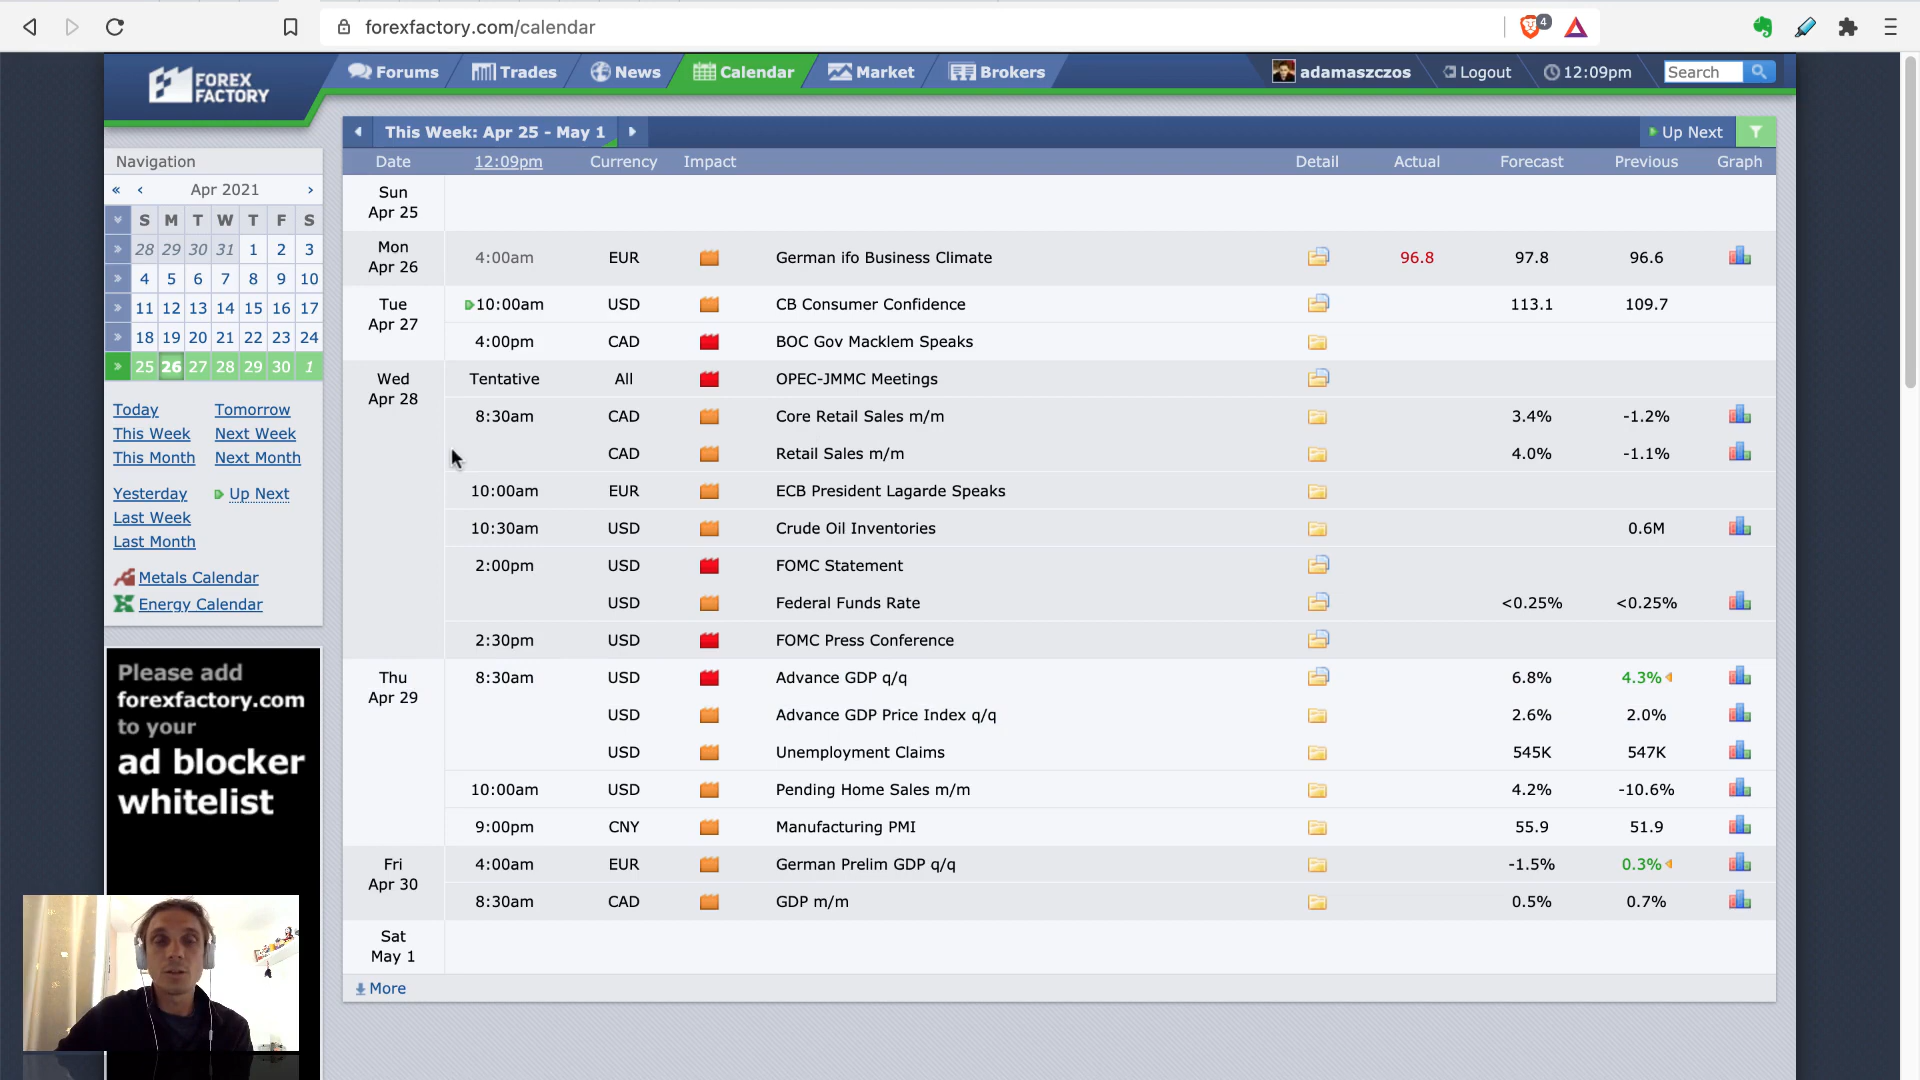 forexfactory.com/calendar
4
FOREX
FACTORY
Forums
Trades
News
Calendar
Market
Brokers
adamaszczos
Logout
12:09pm
Search
Navigation
« ‹ Apr 2021 ›
S M T W T F S
» 28 29 30 31 1 2 3
» 4 5 6 7 8 9 10
» 11 12 13 14 15 16 17
» 18 19 20 21 22 23 24
» 25 26 27 28 29 30 1
Today Tomorrow
This Week Next Week
This Month Next Month
Yesterday Up Next
Last Week
Last Month
Metals Calendar
Energy Calendar
Please add
forexfactory.com
to your
ad blocker
whitelist
This Week: Apr 25 - May 1
Up Next
Date 12:09pm Currency Impact Detail Actual Forecast Previous Graph
Sun
Apr 25
Mon
Apr 26
4:00am EUR German ifo Business Climate 96.8 97.8 96.6
Tue
Apr 27
10:00am USD CB Consumer Confidence 113.1 109.7
4:00pm CAD BOC Gov Macklem Speaks
Wed
Apr 28
Tentative All OPEC-JMMC Meetings
8:30am CAD Core Retail Sales m/m 3.4% -1.2%
CAD Retail Sales m/m 4.0% -1.1%
10:00am EUR ECB President Lagarde Speaks
10:30am USD Crude Oil Inventories 0.6M
2:00pm USD FOMC Statement
USD Federal Funds Rate <0.25% <0.25%
2:30pm USD FOMC Press Conference
Thu
Apr 29
8:30am USD Advance GDP q/q 6.8% 4.3%
USD Advance GDP Price Index q/q 2.6% 2.0%
USD Unemployment Claims 545K 547K
10:00am USD Pending Home Sales m/m 4.2% -10.6%
9:00pm CNY Manufacturing PMI 55.9 51.9
Fri
Apr 30
4:00am EUR German Prelim GDP q/q -1.5% 0.3%
8:30am CAD GDP m/m 0.5% 0.7%
Sat
May 1
More